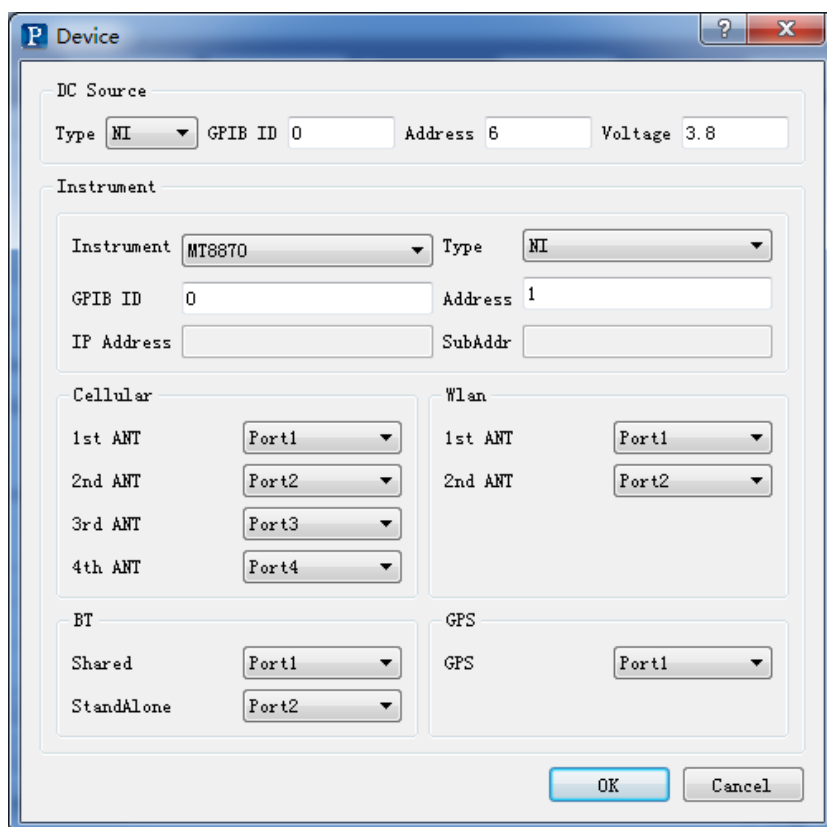 P Device
DC Source
Type NI GPIB ID 0 Address 6 Voltage 3.8
Instrument
Instrument MT8870 Type NI
GPIB ID 0 Address 1
IP Address SubAddr
Cellular Wlan
1st ANT Port1 1st ANT Port1
2nd ANT Port2 2nd ANT Port2
3rd ANT Port3
4th ANT Port4
BT GPS
Shared Port1 GPS Port1
StandAlone Port2
OK Cancel